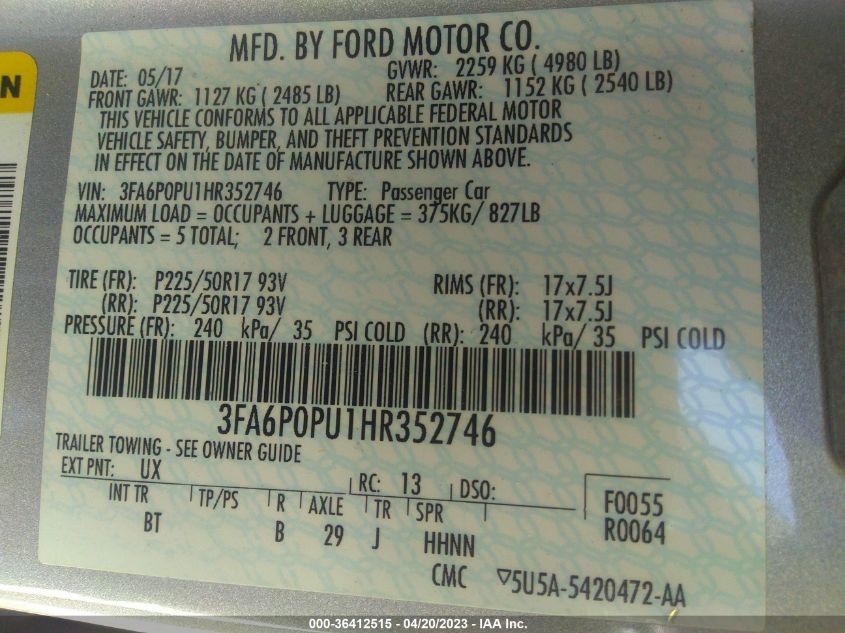 N
MFD. BY FORD MOTOR CO.
DATE: 05/17 GVWR: 2259 KG ( 4980 LB)
FRONT GAWR: 1127 KG ( 2485 LB) REAR GAWR: 1152 KG ( 2540 LB)
THIS VEHICLE CONFORMS TO ALL APPLICABLE FEDERAL MOTOR
VEHICLE SAFETY, BUMPER, AND THEFT PREVENTION STANDARDS
IN EFFECT ON THE DATE OF MANUFACTURE SHOWN ABOVE.
VIN: 3FA6P0PU1HR352746 TYPE: Passenger Car
MAXIMUM LOAD = OCCUPANTS + LUGGAGE = 375KG/ 827LB
OCCUPANTS = 5 TOTAL; 2 FRONT, 3 REAR
TIRE (FR): P225/50R17 93V RIMS (FR): 17x7.5J
(RR): P225/50R17 93V (RR): 17x7.5J
PRESSURE (FR): 240 kPa/ 35 PSI COLD (RR): 240 kPa/ 35 PSI COLD
3FA6P0PU1HR352746
TRAILER TOWING - SEE OWNER GUIDE
EXT PNT: UX RC: 13 DSO:
INT TR TP/PS R AXLE TR SPR F0055
BT B 29 J HHNN R0064
CMC ▽5U5A-5420472-AA
000-36412515 - 04/20/2023 - IAA Inc.